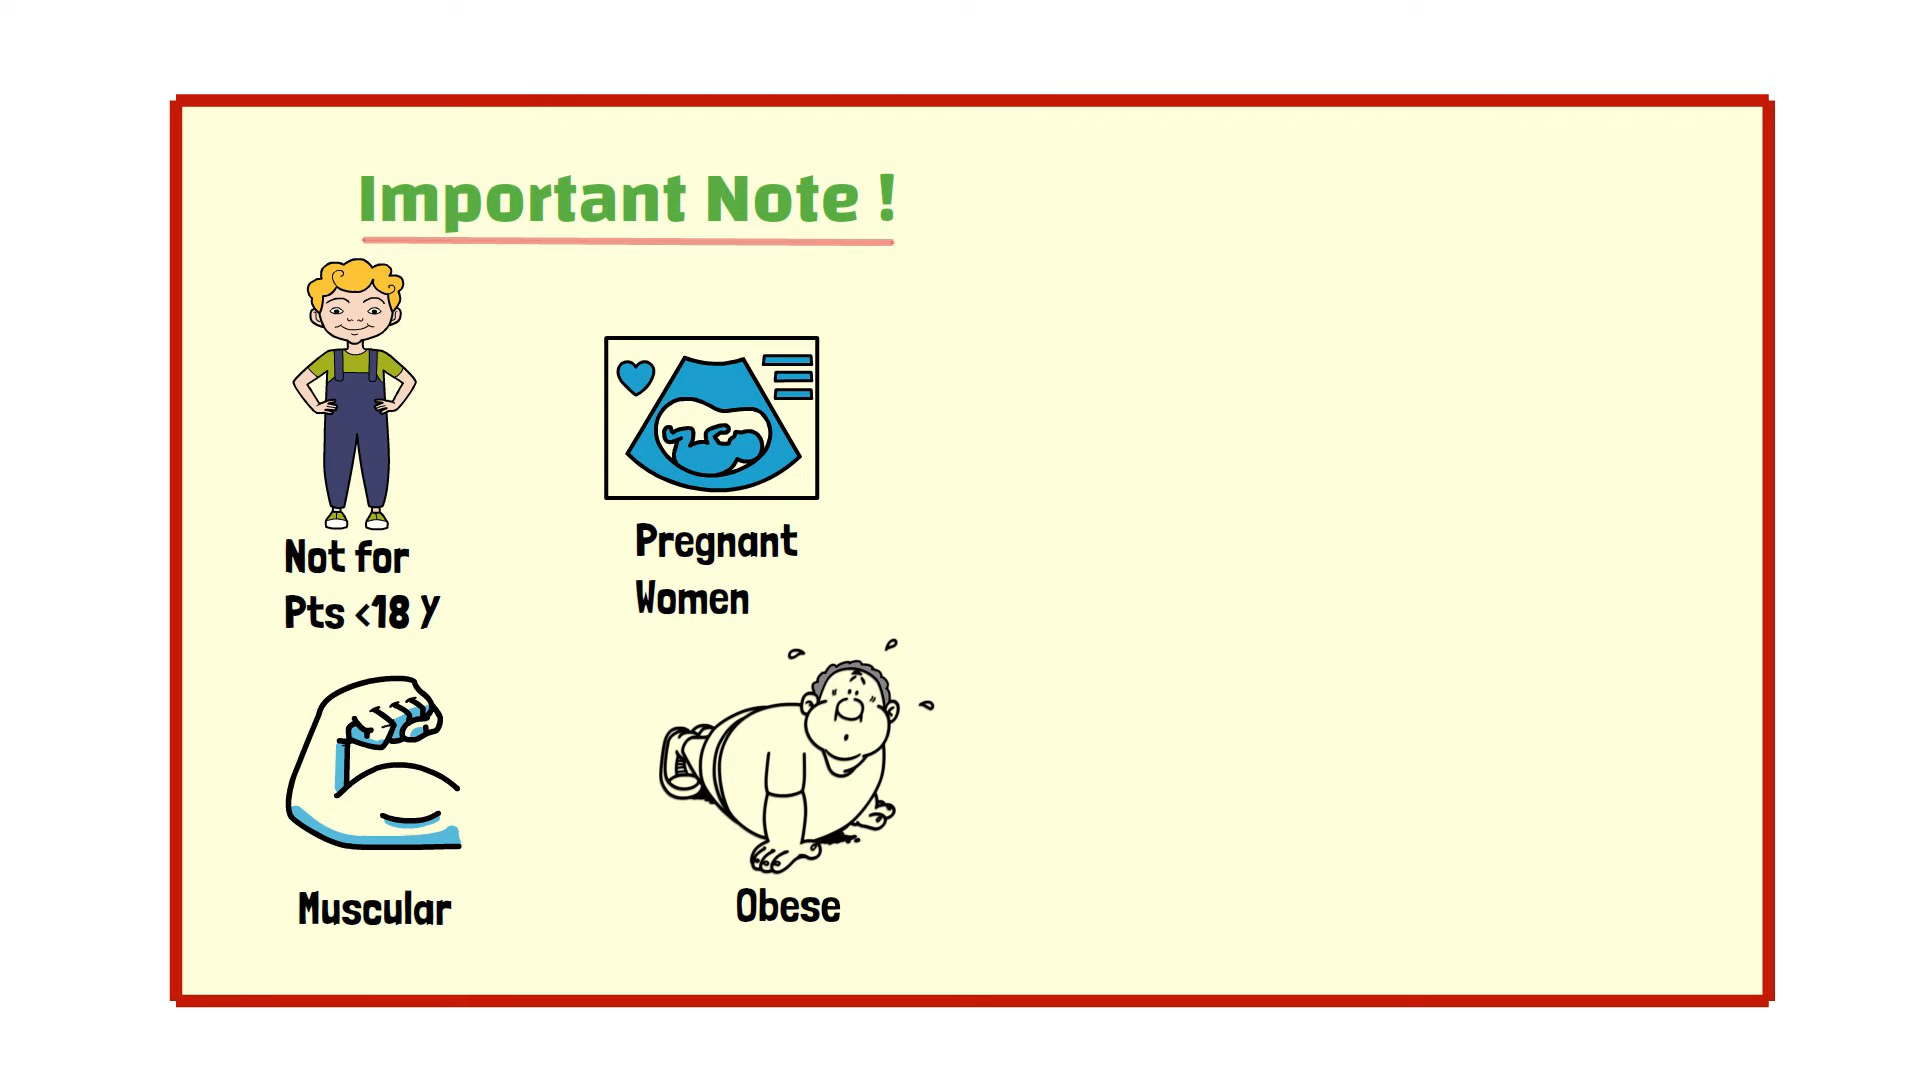 Important Note !
Not for
Pts <18 y
Pregnant
Women
Muscular
Obese